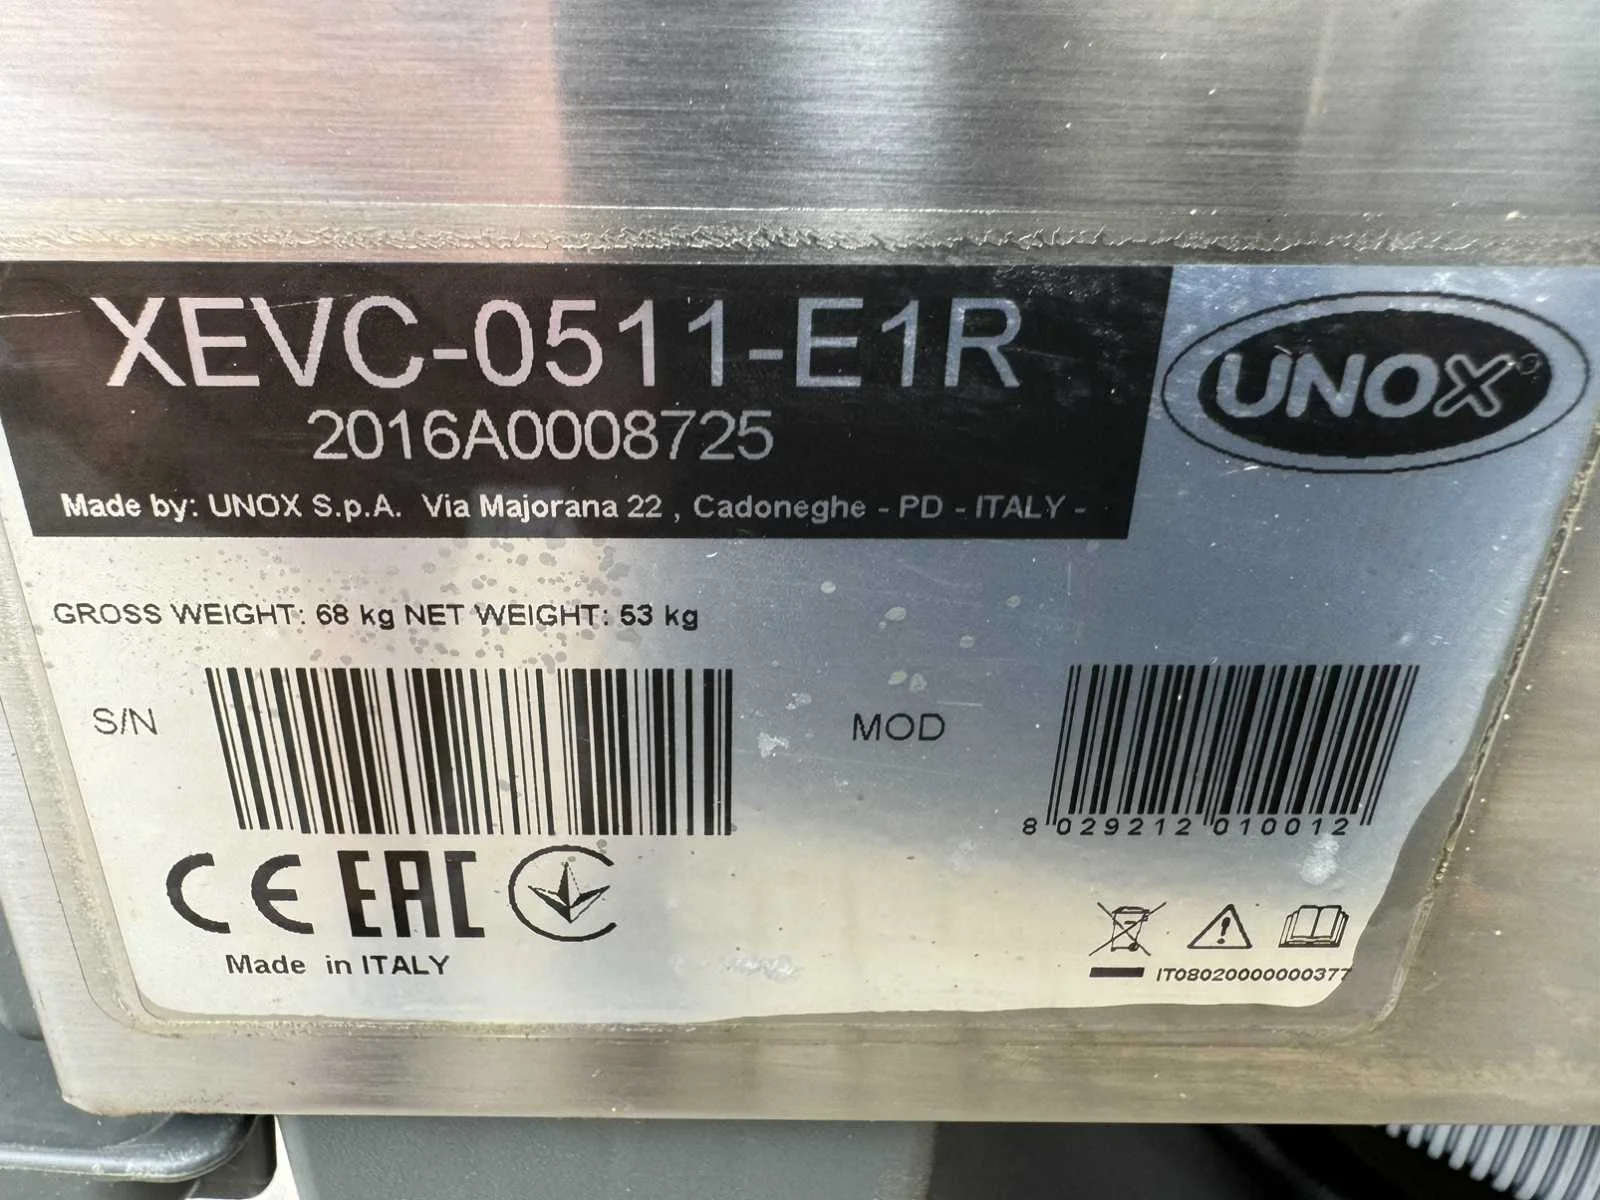 XEVC-0511-E1R
UNOX®
2016A0008725
Made by: UNOX S.p.A. Via Majorana 22 , Cadoneghe - PD - ITALY -
GROSS WEIGHT: 68 kg NET WEIGHT: 53 kg
S/N
MOD
8 029212 010012
CE EAC
Made in ITALY
IT08020000000377